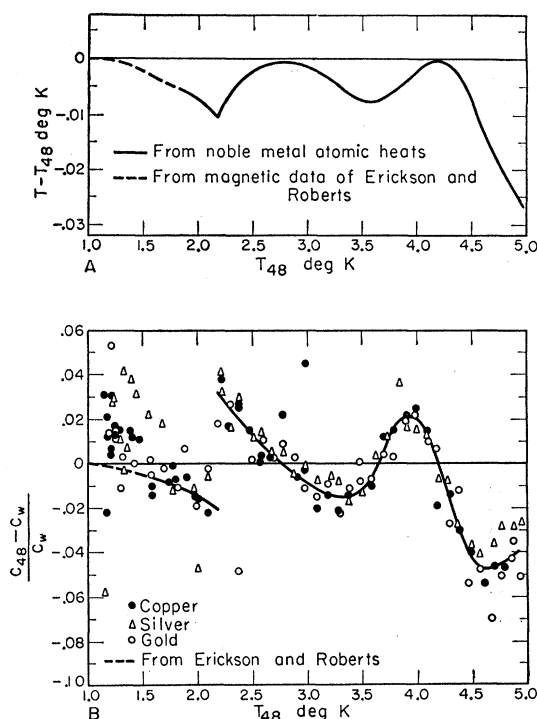 0
-.01
-.02
-.03
T-T48 deg K
From noble metal atomic heats
From magnetic data of Erickson and
Roberts
1.0 1.5 2.0 2.5 3.0 3.5 4.0 4.5 5.0
A
T48 deg K
.06
.04
.02
0
-.02
-.04
-.06
-.08
-.10
C48 - Cw
Cw
Copper
Silver
Gold
From Erickson and Roberts
1.0 1.5 2.0 2.5 3.0 3.5 4.0 4.5 5.0
B
T48 deg K